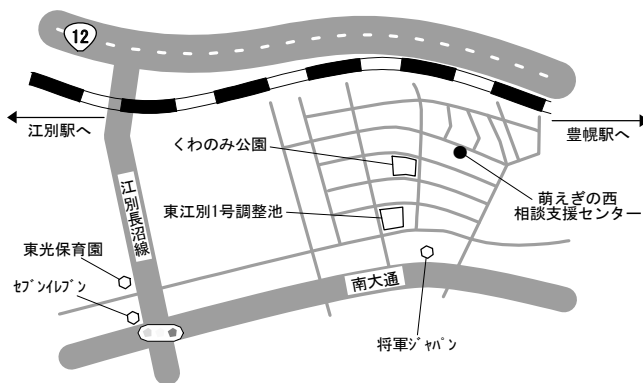 12
江別駅へ
豊幌駅へ
くわのみ公園
萌えぎの西
相談支援センター
江別長沼線
東江別1号調整池
東光保育園
ｾﾌﾞﾝｲﾚﾌﾞﾝ
南大通
将軍ｼﾞｬﾊﾟﾝ